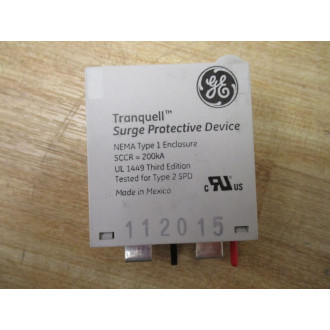 GE
Tranquell™
Surge Protective Device
NEMA Type 1 Enclosure
SCCR = 200kA
UL 1449 Third Edition
Tested for Type 2 SPD
Made in Mexico
c RU US
112015